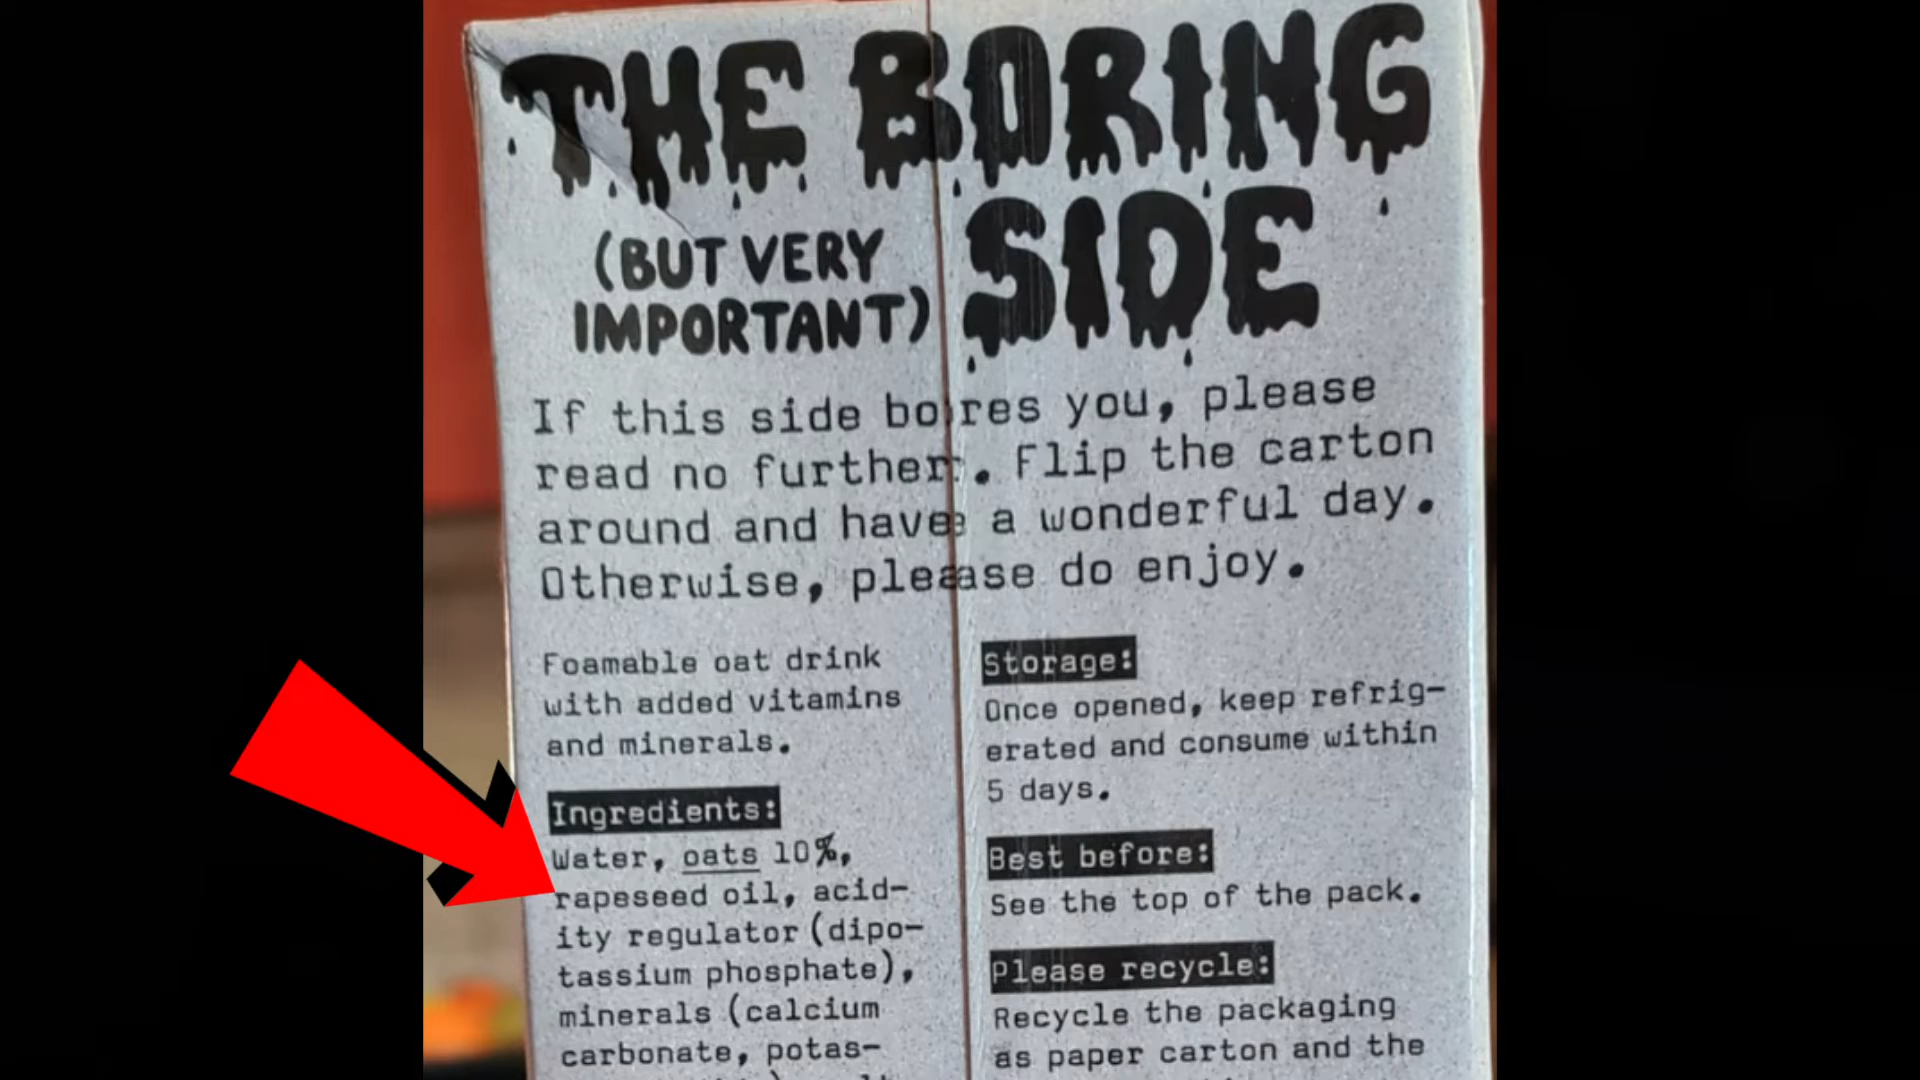 THE BORING
(BUT VERY
IMPORTANT)
SIDE
If this side bores you, please
read no further. Flip the carton
around and have a wonderful day.
Otherwise, please do enjoy.
Foamable oat drink
with added vitamins
and minerals.
Ingredients:
Water, oats 10%,
rapeseed oil, acid-
ity regulator (dipo-
tassium phosphate),
minerals (calcium
carbonate, potas-
Storage:
Once opened, keep refrig-
erated and consume within
5 days.
Best before:
See the top of the pack.
Please recycle:
Recycle the packaging
as paper carton and the